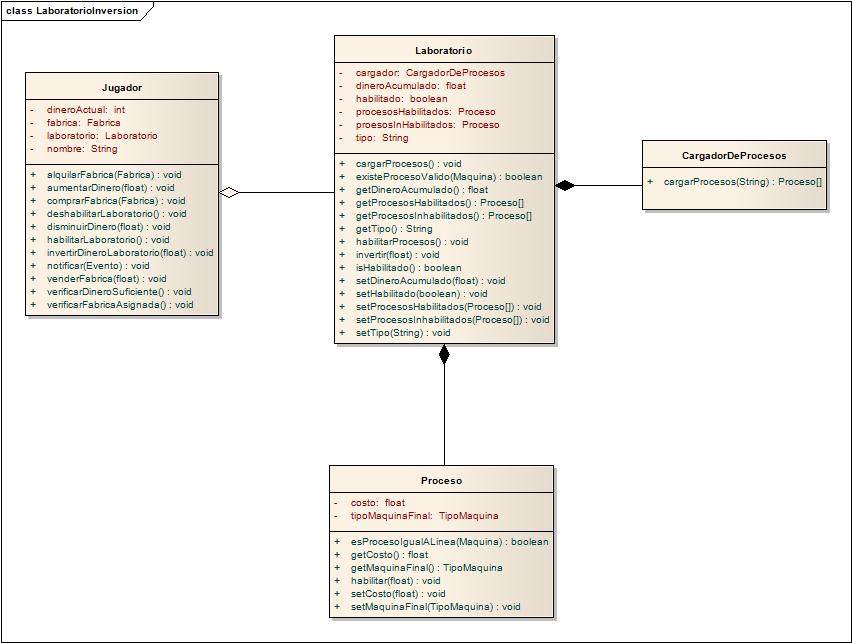 class LaboratorioInversion
Jugador
- dineroActual: int
- fabrica: Fabrica
- laboratorio: Laboratorio
- nombre: String
+ alquilarFabrica(Fabrica) : void
+ aumentarDinero(float) : void
+ comprarFabrica(Fabrica) : void
+ deshabilitarLaboratorio() : void
+ disminuirDinero(float) : void
+ habilitarLaboratorio() : void
+ invertirDineroLaboratorio(float) : void
+ notificar(Evento) : void
+ venderFabrica(float) : void
+ verificarDineroSuficiente() : void
+ verificarFabricaAsignada() : void
Laboratorio
- cargador: CargadorDeProcesos
- dineroAcumulado: float
- habilitado: boolean
- procesosHabilitados: Proceso
- proesosInHabilitados: Proceso
- tipo: String
+ cargarProcesos() : void
+ existeProcesoValido(Maquina) : boolean
+ getDineroAcumulado() : float
+ getProcesosHabilitados() : Proceso[]
+ getProcesosInhabilitados() : Proceso[]
+ getTipo() : String
+ habilitarProcesos() : void
+ invertir(float) : void
+ isHabilitado() : boolean
+ setDineroAcumulado(float) : void
+ setHabilitado(boolean) : void
+ setProcesosHabilitados(Proceso[]) : void
+ setProcesosInhabilitados(Proceso[]) : void
+ setTipo(String) : void
CargadorDeProcesos
+ cargarProcesos(String) : Proceso[]
Proceso
- costo: float
- tipoMaquinaFinal: TipoMaquina
+ esProcesoIgualALinea(Maquina) : boolean
+ getCosto() : float
+ getMaquinaFinal() : TipoMaquina
+ habilitar(float) : void
+ setCosto(float) : void
+ setMaquinaFinal(TipoMaquina) : void